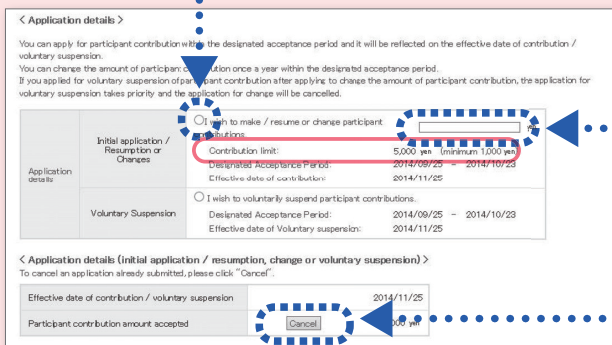 < Application details >
You can apply for participant contribution within the designated acceptance period and it will be reflected on the effective date of contribution /
voluntary suspension.
You can change the amount of participant contribution once a year within the designated acceptance period.
If you applied for voluntary suspension of participant contribution after applying to change the amount of participant contribution, the application for
voluntary suspension takes priority and the application for change will be cancelled.
Application details
Initial application / Resumption or Changes
I wish to make / resume or change participant contributions. yen
Contribution limit: 5,000 yen (minimum 1,000 yen)
Designated Acceptance Period: 2014/09/25 - 2014/10/23
Effective date of contribution: 2014/11/25
Voluntary Suspension
I wish to voluntarily suspend participant contributions.
Designated Acceptance Period: 2014/09/25 - 2014/10/23
Effective date of Voluntary suspension: 2014/11/25
< Application details (initial application / resumption, change or voluntary suspension) >
To cancel an application already submitted, please click "Cancel".
Effective date of contribution / voluntary suspension 2014/11/25
Participant contribution amount accepted Cancel yen